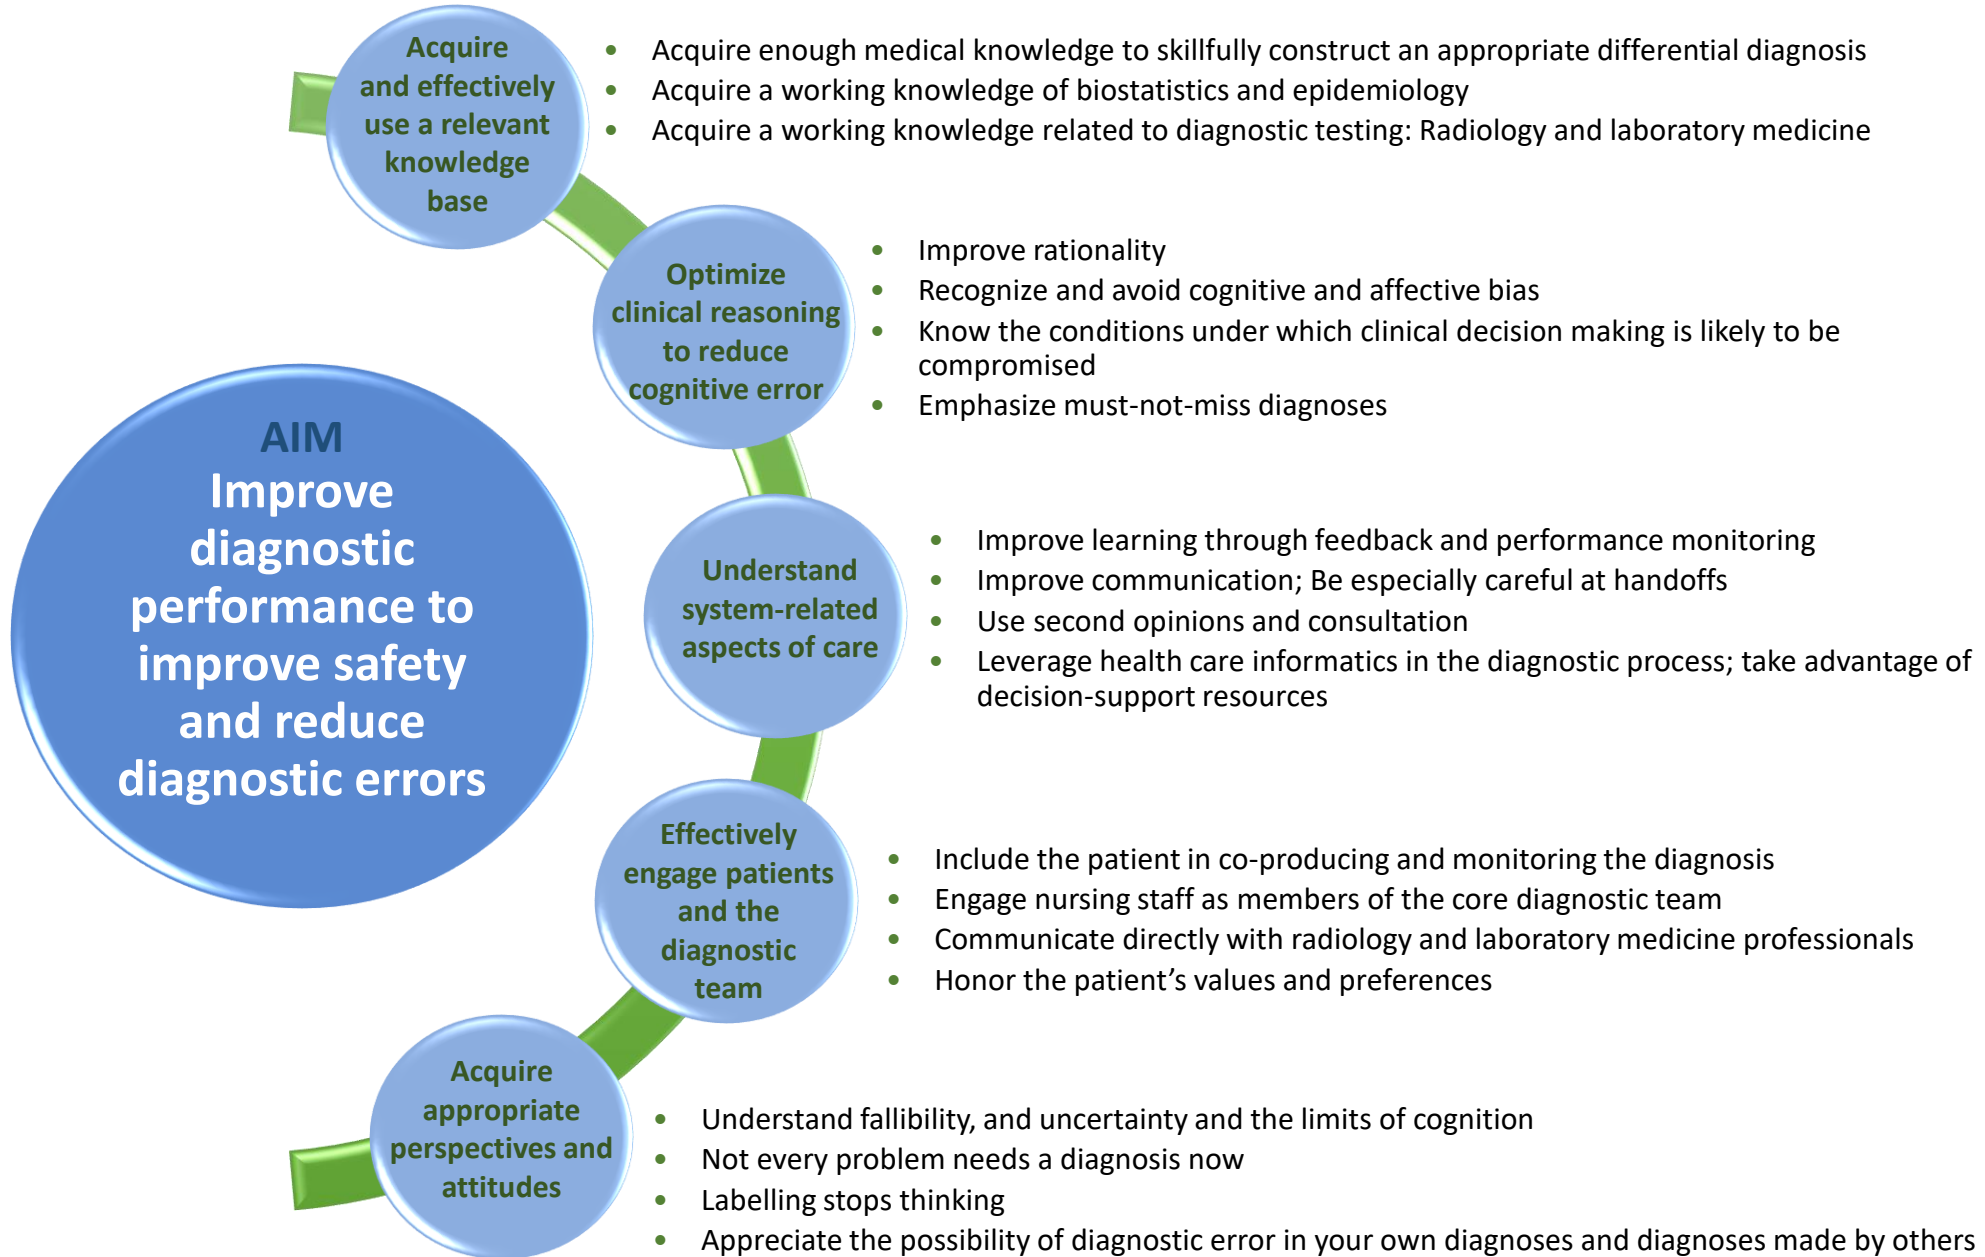 Acquire
and effectively
use a relevant
knowledge
base
• Acquire enough medical knowledge to skillfully construct an appropriate differential diagnosis
• Acquire a working knowledge of biostatistics and epidemiology
• Acquire a working knowledge related to diagnostic testing: Radiology and laboratory medicine
Optimize
clinical reasoning
to reduce
cognitive error
• Improve rationality
• Recognize and avoid cognitive and affective bias
• Know the conditions under which clinical decision making is likely to be
compromised
• Emphasize must-not-miss diagnoses
AIM
Improve
diagnostic
performance to
improve safety
and reduce
diagnostic errors
Understand
system-related
aspects of care
• Improve learning through feedback and performance monitoring
• Improve communication; Be especially careful at handoffs
• Use second opinions and consultation
• Leverage health care informatics in the diagnostic process; take advantage of
decision-support resources
Effectively
engage patients
and the
diagnostic
team
• Include the patient in co-producing and monitoring the diagnosis
• Engage nursing staff as members of the core diagnostic team
• Communicate directly with radiology and laboratory medicine professionals
• Honor the patient’s values and preferences
Acquire
appropriate
perspectives and
attitudes
• Understand fallibility, and uncertainty and the limits of cognition
• Not every problem needs a diagnosis now
• Labelling stops thinking
• Appreciate the possibility of diagnostic error in your own diagnoses and diagnoses made by others